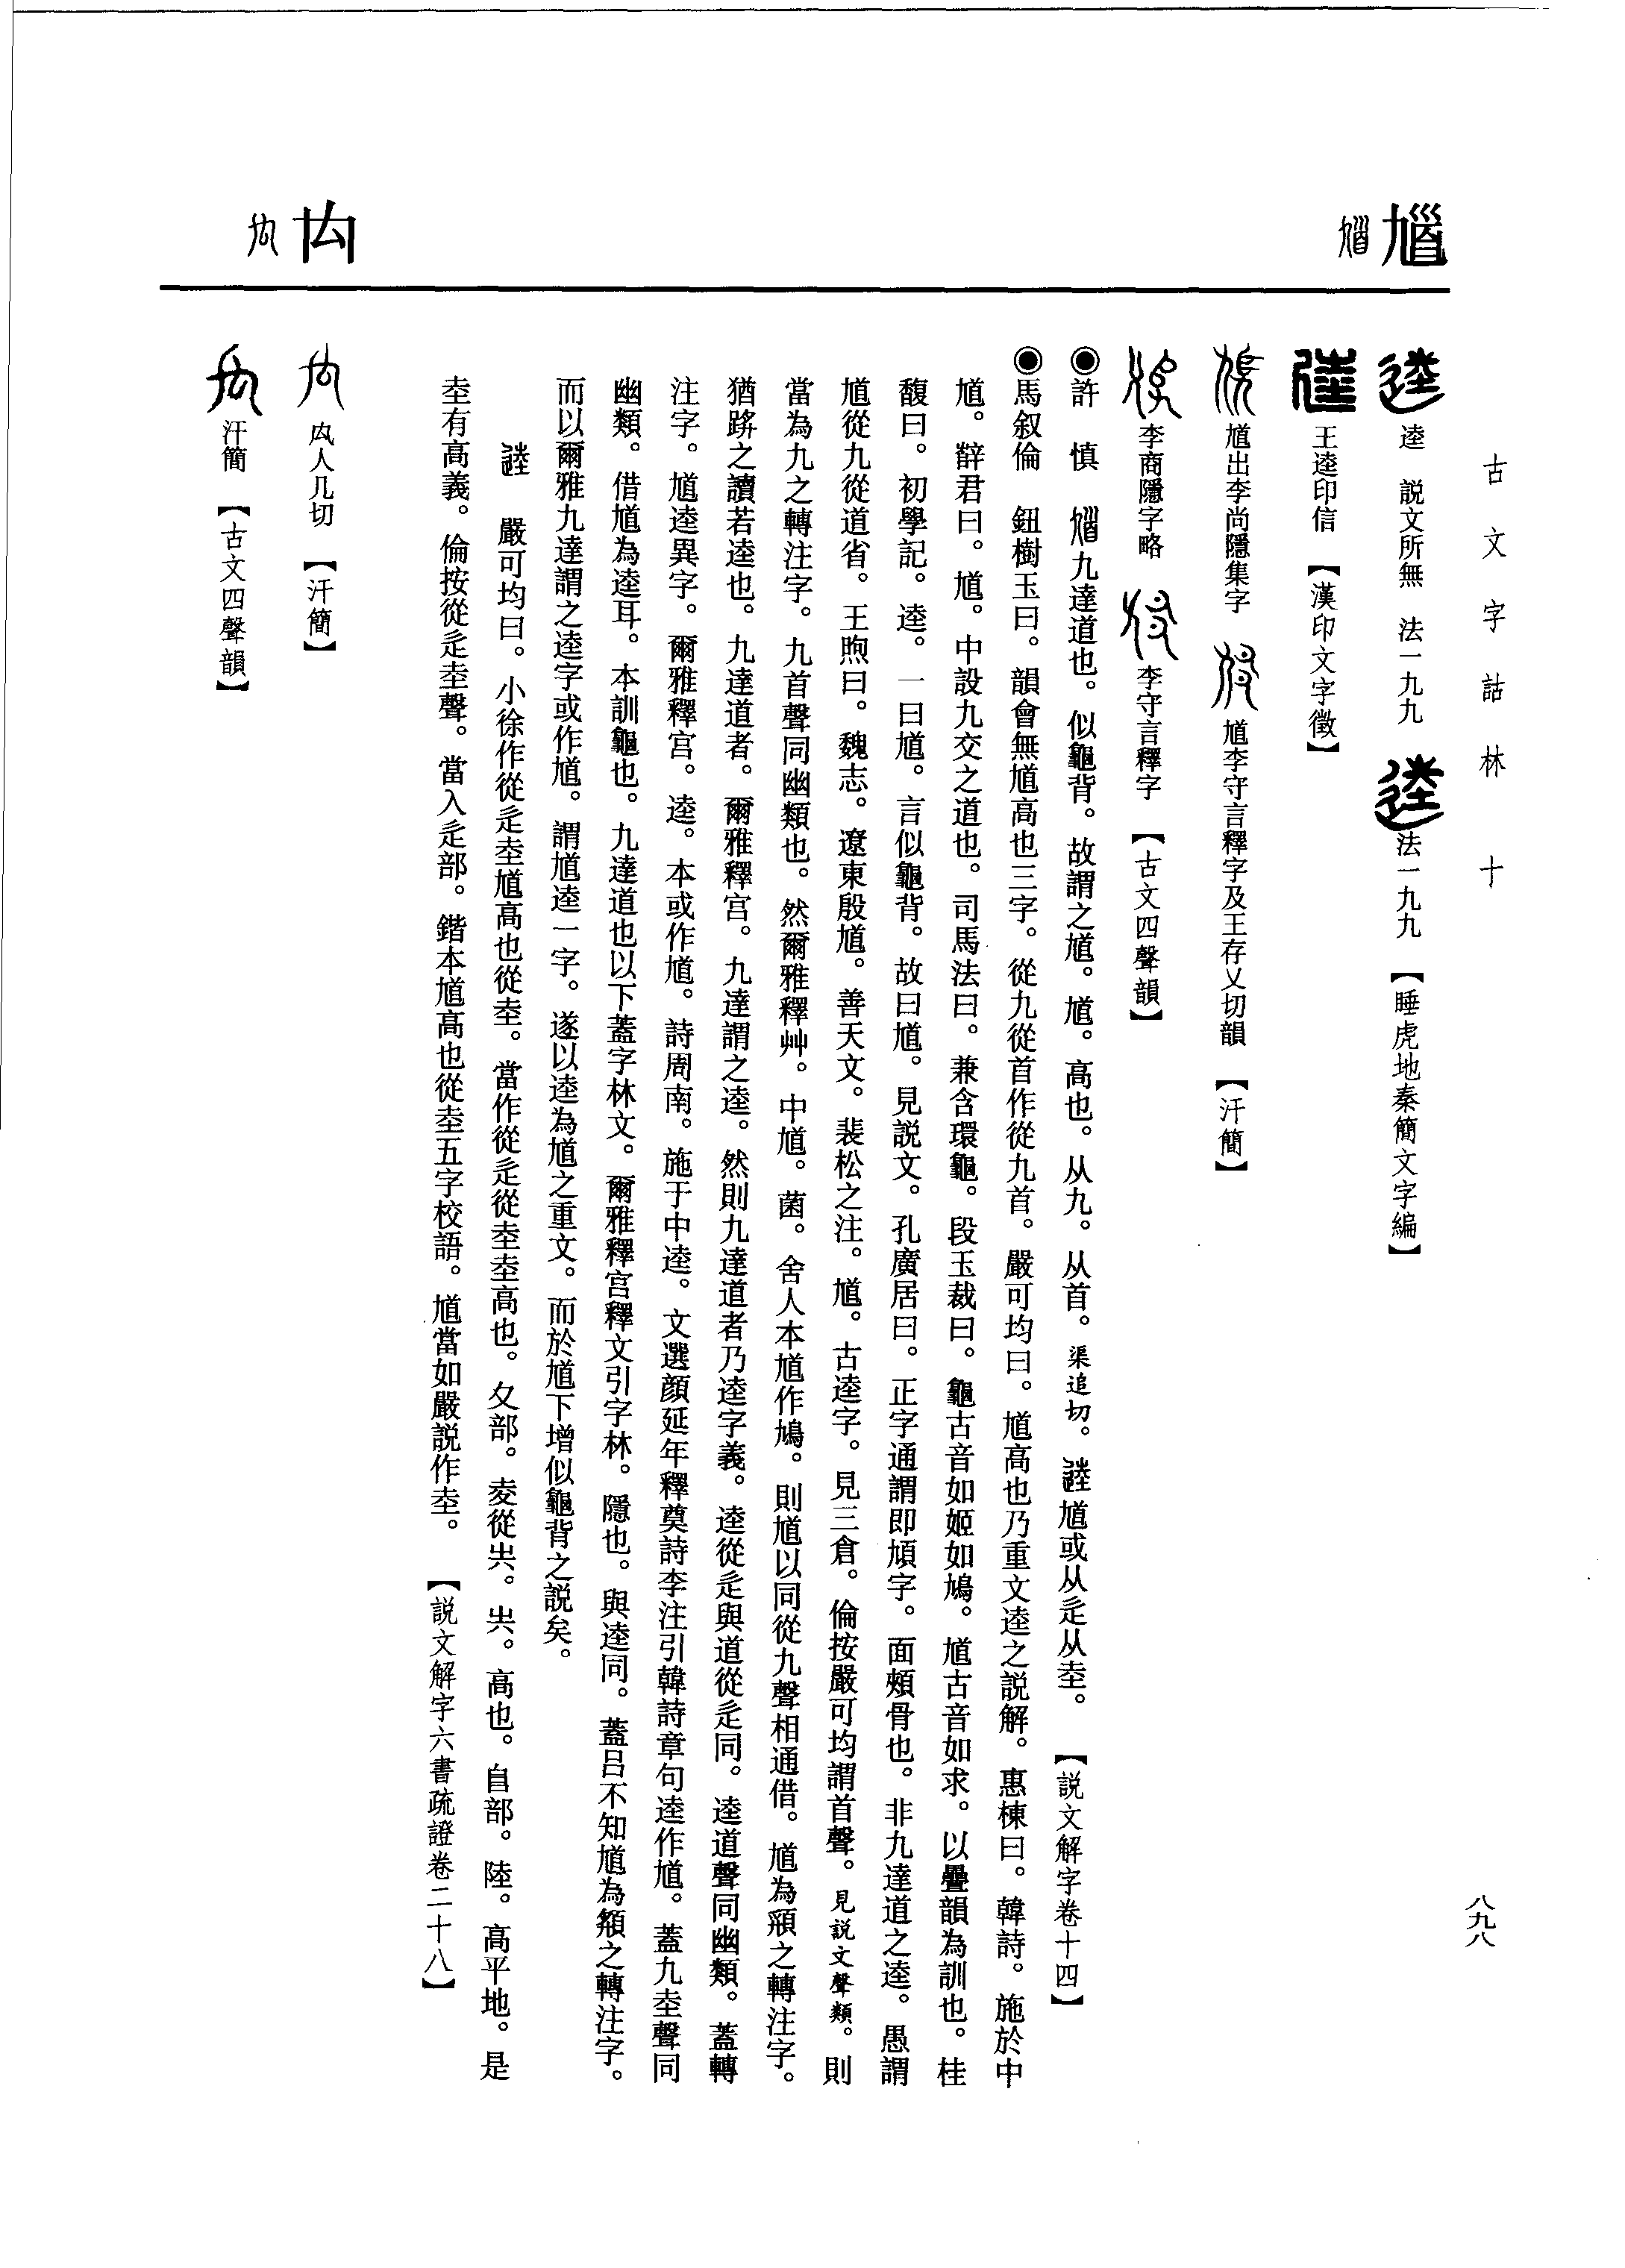 古文字詁林　十
八九八
馗
厹
逵　説文所無　法一九九　法一九九　【睡虎地秦簡文字編】
王逵印信　【漢印文字徵】
馗出李尚隱集字　馗李守言釋字及王存乂切韻　【汗簡】
李商隱字略　李守言釋字　【古文四聲韻】
◉許　慎　馗九達道也。似龜背。故謂之馗。馗。高也。从九。从首。渠追切。逵馗或从辵从坴。　【説文解字卷十四】
◉馬叙倫　鈕樹玉曰。韻會無馗高也三字。從九從首作從九首。嚴可均曰。馗高也乃重文逵之説解。惠棟曰。韓詩。施於中
馗。辥君曰。馗。中設九交之道也。司馬法曰。兼含環龜。段玉裁曰。龜古音如姬如鳩。馗古音如求。以疊韻為訓也。桂
馥曰。初學記。逵。一曰馗。言似龜背。故曰馗。見説文。孔廣居曰。正字通謂即頄字。面頰骨也。非九達道之逵。愚謂
馗從九從道省。王煦曰。魏志。遼東殷馗。善天文。裴松之注。馗。古逵字。見三倉。倫按嚴可均謂首聲。見説文聲類。則
當為九之轉注字。九首聲同幽類也。然爾雅釋艸。中馗。菌。舍人本馗作鳩。則馗以同從九聲相通借。馗為頄之轉注字。
猶跻之讀若逵也。九達道者。爾雅釋宫。九達謂之逵。然則九達道者乃逵字義。逵從辵與道從辵同。逵道聲同幽類。蓋轉
注字。馗逵異字。爾雅釋宫。逵。本或作馗。詩周南。施于中逵。文選顔延年釋奠詩李注引韓詩章句逵作馗。蓋九坴聲同
幽類。借馗為逵耳。本訓龜也。九達道也以下蓋字林文。爾雅釋宫釋文引字林。隱也。與逵同。蓋吕不知馗為頯之轉注字。
而以爾雅九達謂之逵字或作馗。謂馗逵一字。遂以逵為馗之重文。而於馗下增似龜背之説矣。
逵　嚴可均曰。小徐作從辵坴馗高也從坴。當作從辵從坴坴高也。夊部。夌從𡴆。𡴆。高也。𨸏部。陸。高平地。是
坴有高義。倫按從辵坴聲。當入辵部。鍇本馗高也從坴五字校語。馗當如嚴説作坴。　【説文解字六書疏證卷二十八】
厹人九切　【汗簡】
汗簡　【古文四聲韻】